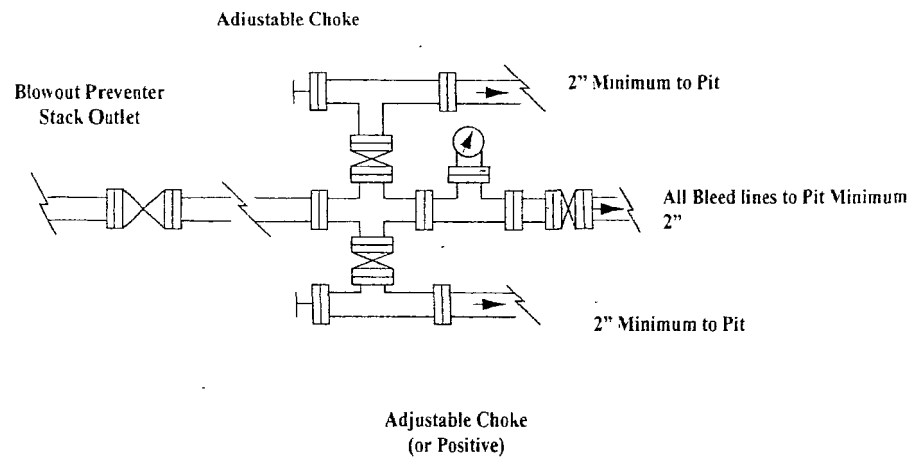 Adjustable Choke
2” Minimum to Pit
Blowout Preventer
Stack Outlet
All Bleed lines to Pit Minimum
2”
2” Minimum to Pit
Adjustable Choke
(or Positive)